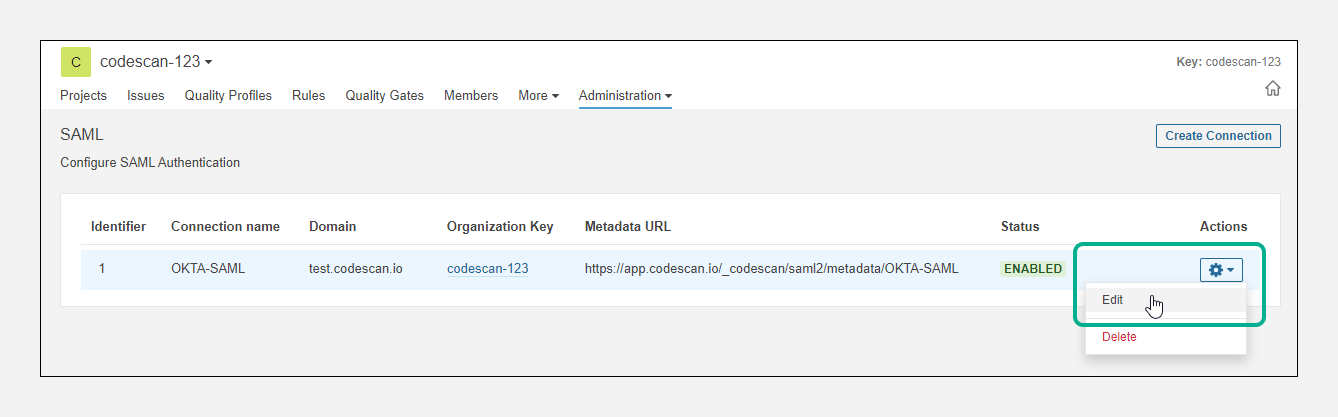 C codescan-123
Key: codescan-123
Projects Issues Quality Profiles Rules Quality Gates Members More Administration
SAML
Create Connection
Configure SAML Authentication
Identifier Connection name Domain Organization Key Metadata URL Status Actions
1 OKTA-SAML test.codescan.io codescan-123 https://app.codescan.io/_codescan/saml2/metadata/OKTA-SAML ENABLED
Edit
Delete